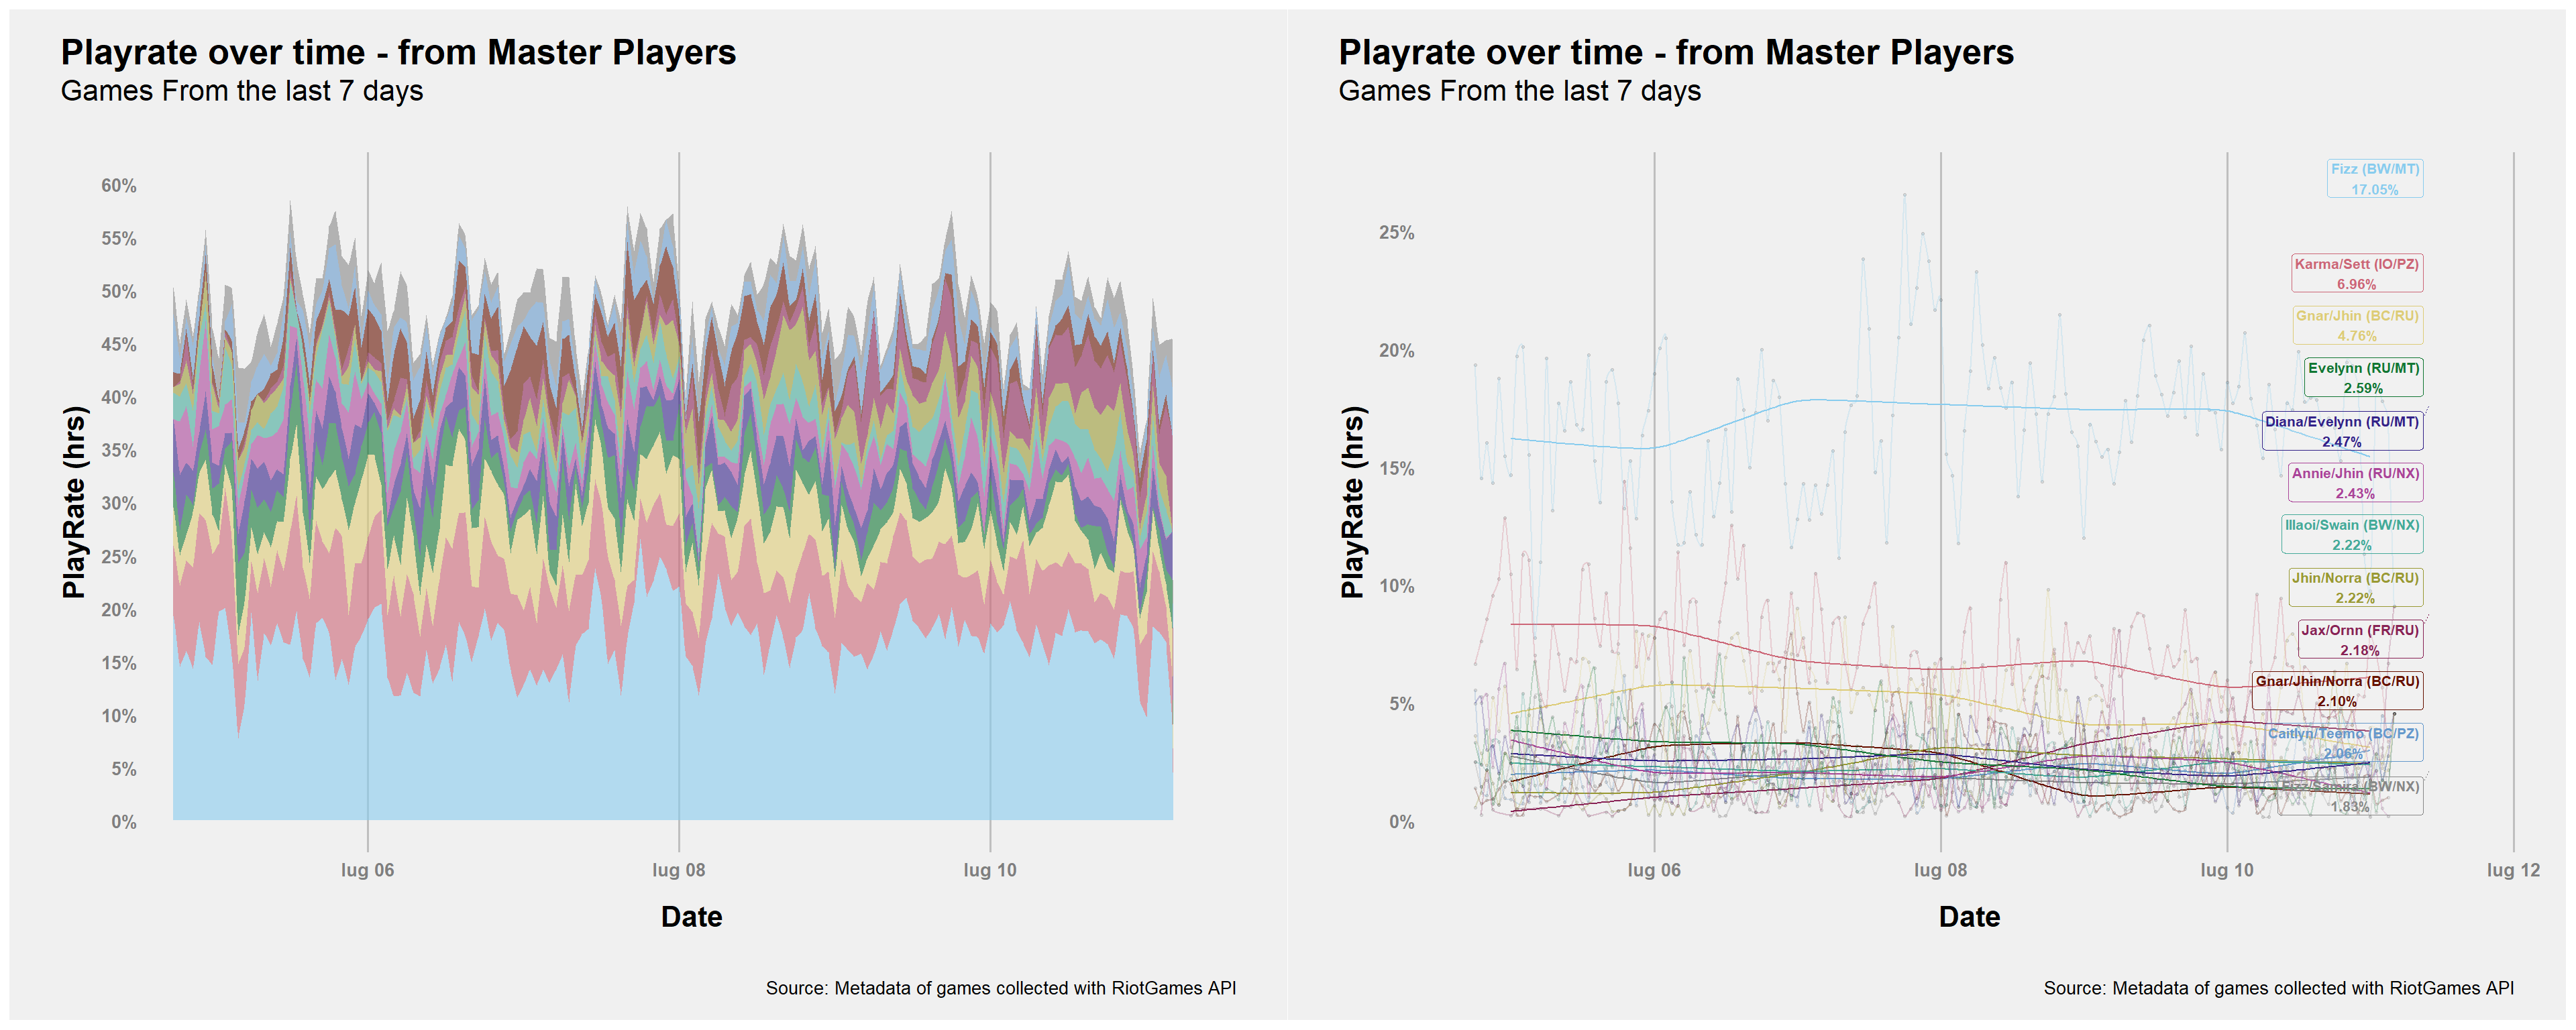 Playrate over time - from Master Players
Games From the last 7 days
60%
55%
50%
45%
40%
35%
30%
25%
20%
15%
10%
5%
0%
PlayRate (hrs)
lug 06
lug 08
lug 10
Date
Source: Metadata of games collected with RiotGames API
Playrate over time - from Master Players
Games From the last 7 days
25%
20%
15%
10%
5%
0%
PlayRate (hrs)
Fizz (BW/MT)
17.05%
Karma/Sett (IO/PZ)
6.96%
Gnar/Jhin (BC/RU)
4.76%
Evelynn (RU/MT)
2.59%
Diana/Evelynn (RU/MT)
2.47%
Annie/Jhin (RU/NX)
2.43%
Illaoi/Swain (BW/NX)
2.22%
Jhin/Norra (BC/RU)
2.22%
Jax/Ornn (FR/RU)
2.18%
Gnar/Jhin/Norra (BC/RU)
2.10%
Caitlyn/Teemo (BC/PZ)
2.06%
Fizz/Samira (BW/NX)
1.83%
lug 06
lug 08
lug 10
lug 12
Date
Source: Metadata of games collected with RiotGames API